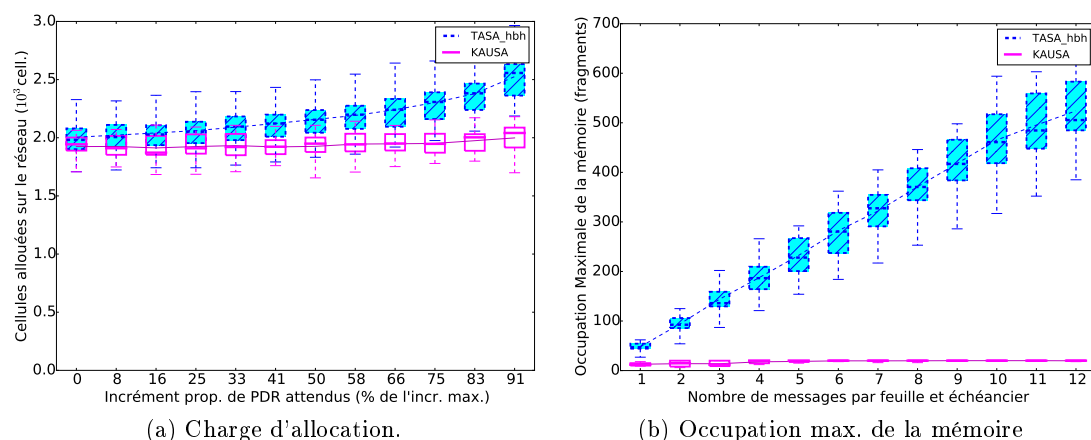 3.0
2.5
2.0
1.5
1.0
0.5
0.0
Cellules allouées sur le réseau (10³ cell.)
TASA_hbh
KAUSA
0 8 16 25 33 41 50 58 66 75 83 91
Incrément prop. de PDR attendus (% de l'incr. max.)
(a) Charge d'allocation.
700
600
500
400
300
200
100
0
Occupation Maximale de la mémoire (fragments)
TASA_hbh
KAUSA
1 2 3 4 5 6 7 8 9 10 11 12
Nombre de messages par feuille et échéancier
(b) Occupation max. de la mémoire